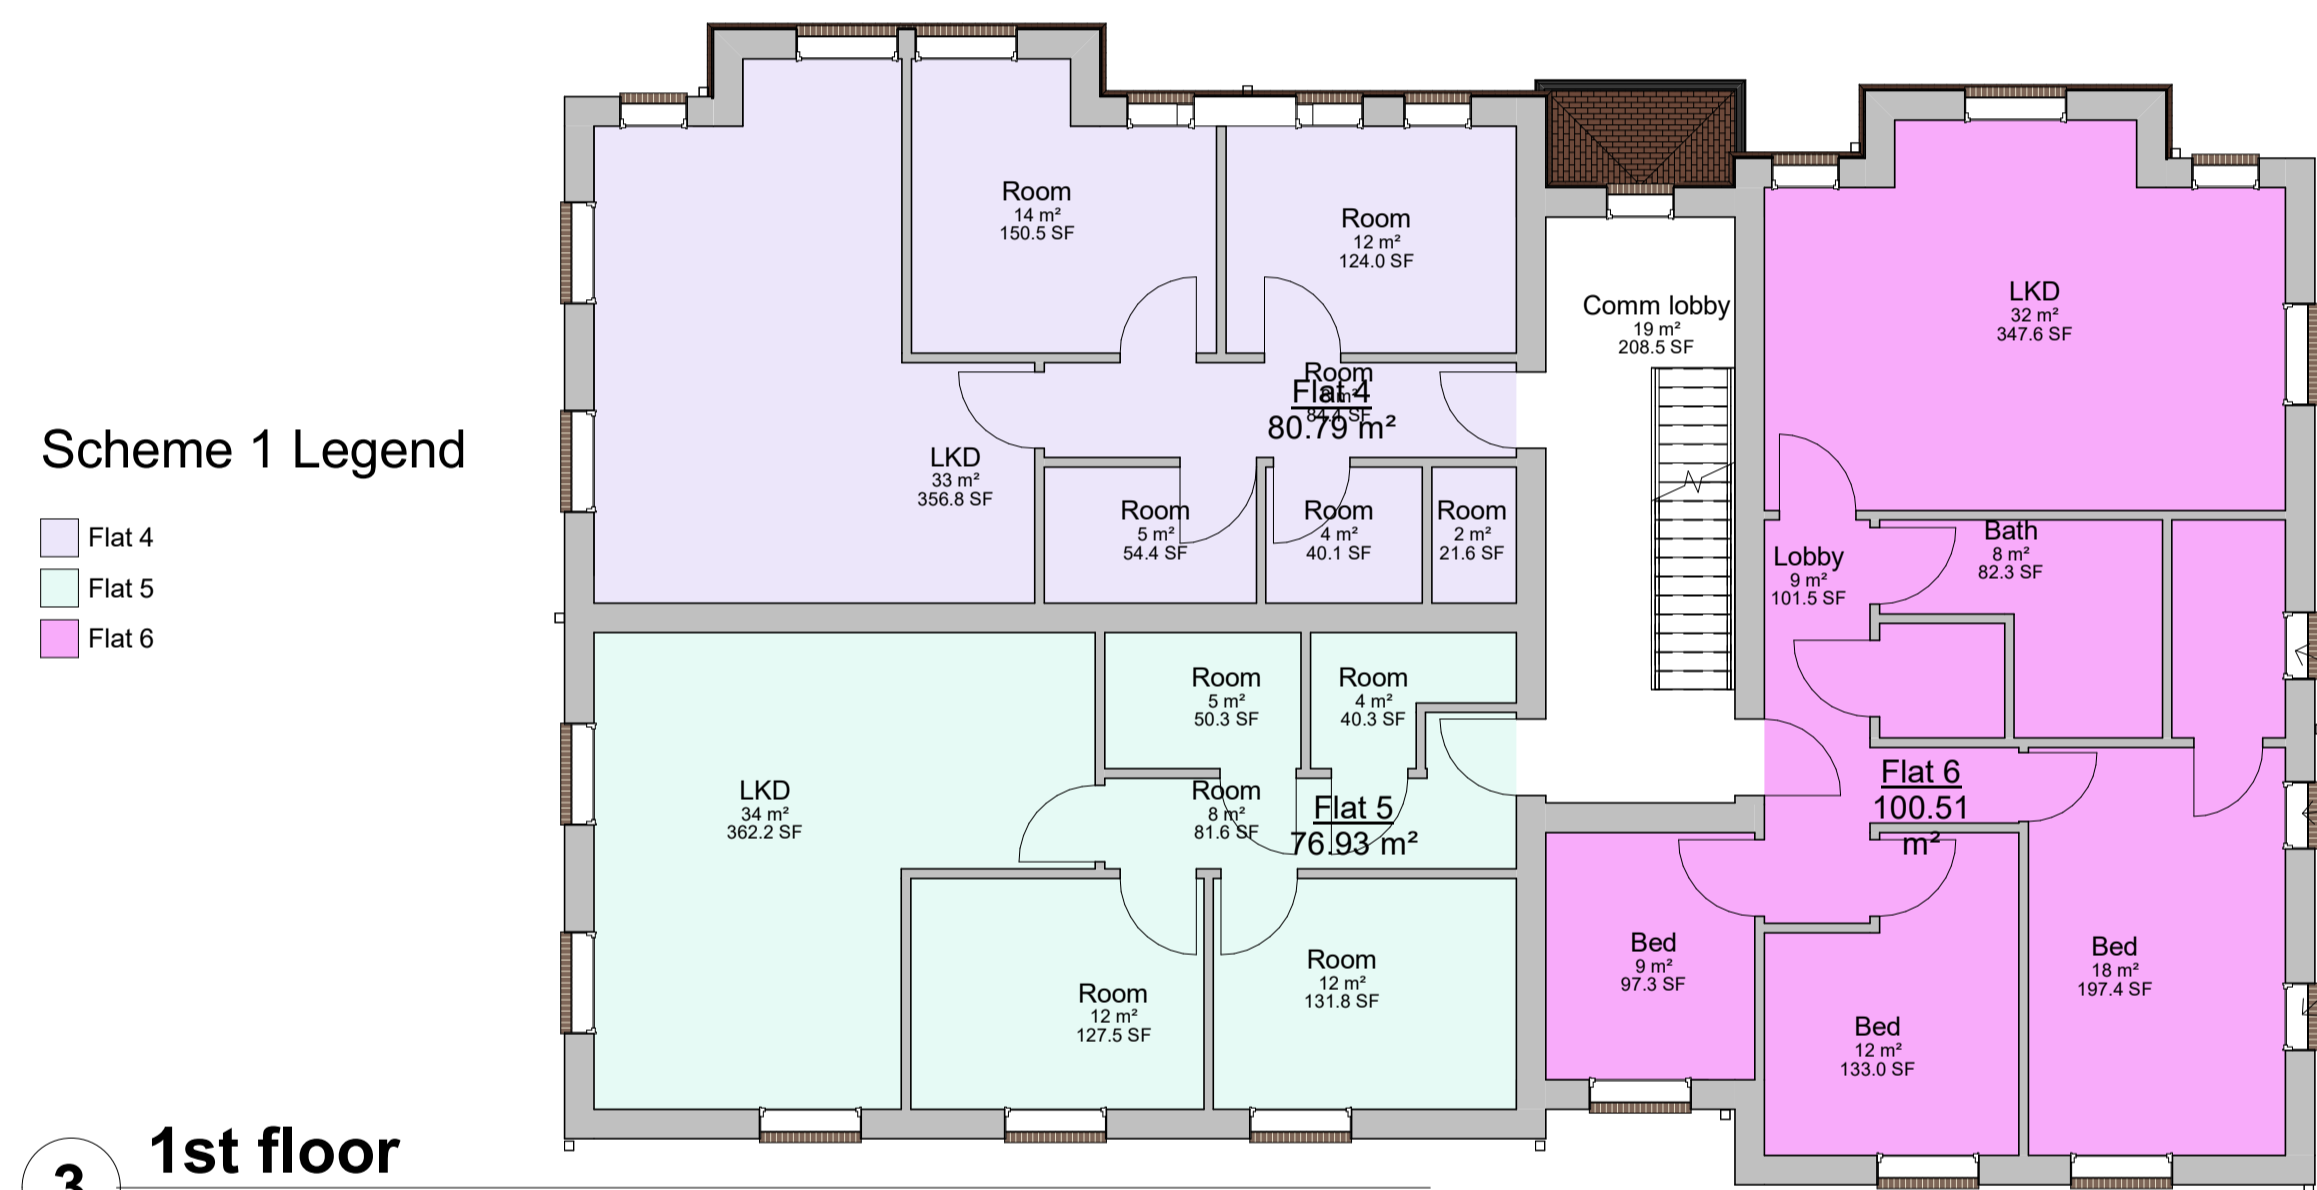 Scheme 1 Legend
Flat 4
Flat 5
Flat 6
Room
14 m²
150.5 SF
Room
12 m²
124.0 SF
Comm lobby
19 m²
208.5 SF
LKD
32 m²
347.6 SF
Room
84.4 SF
Flat 4
80.79 m²
LKD
33 m²
356.8 SF
Room
5 m²
54.4 SF
Room
4 m²
40.1 SF
Room
2 m²
21.6 SF
Lobby
9 m²
101.5 SF
Bath
8 m²
82.3 SF
Room
5 m²
50.3 SF
Room
4 m²
40.3 SF
LKD
34 m²
362.2 SF
Room
8 m²
81.6 SF
Flat 5
76.93 m²
Flat 6
100.51
m²
Room
12 m²
127.5 SF
Room
12 m²
131.8 SF
Bed
9 m²
97.3 SF
Bed
12 m²
133.0 SF
Bed
18 m²
197.4 SF
3
1st floor